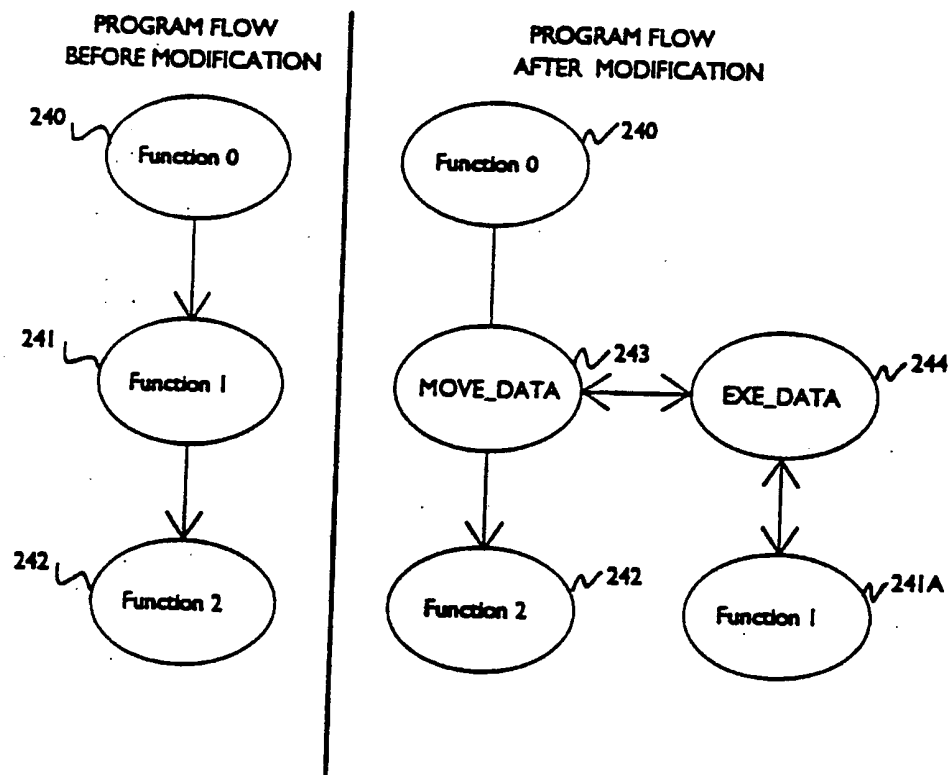 PROGRAM FLOW
BEFORE MODIFICATION
240
Function 0
241
Function 1
242
Function 2
PROGRAM FLOW
AFTER MODIFICATION
240
Function 0
243
MOVE_DATA
244
EXE_DATA
242
Function 2
241A
Function 1